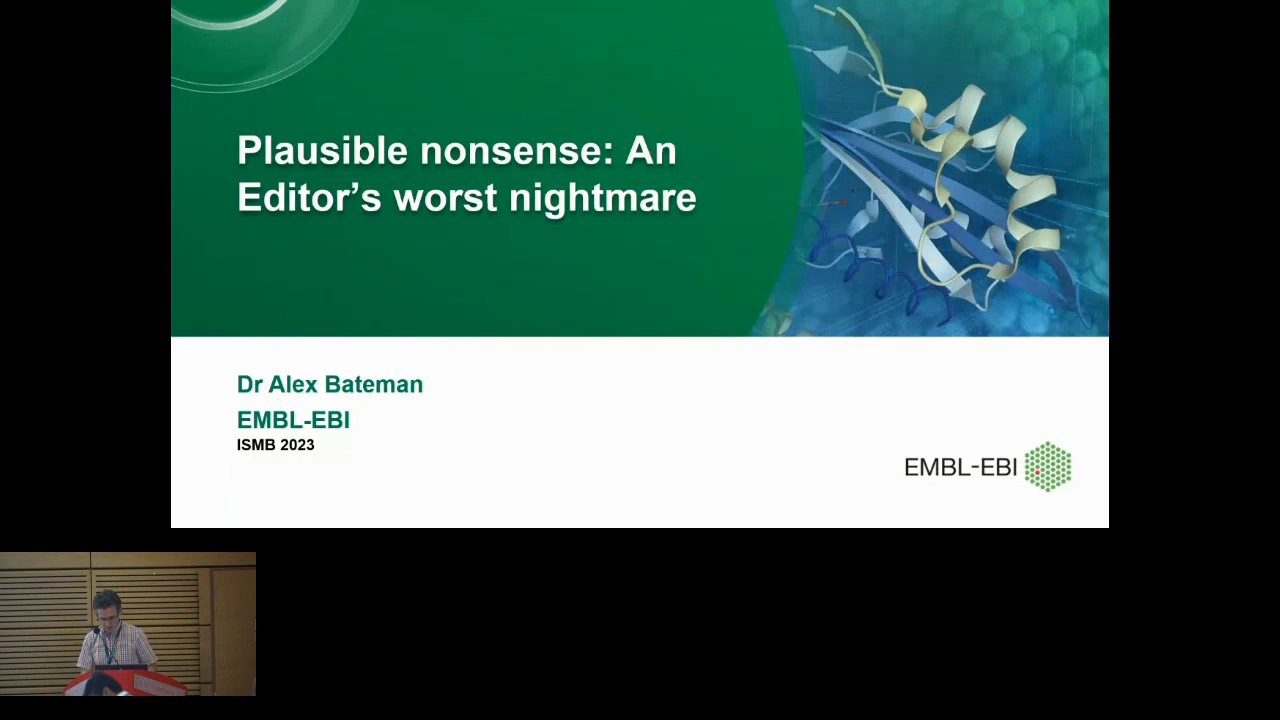 Plausible nonsense: An
Editor’s worst nightmare
Dr Alex Bateman
EMBL-EBI
ISMB 2023
EMBL-EBI